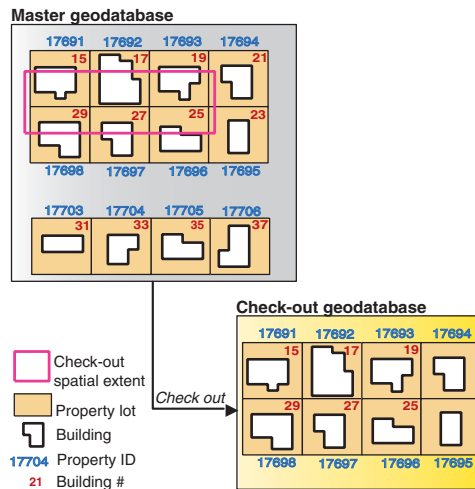 Master geodatabase
17691 17692 17693 17694
15 17 19 21
29 27 25 23
17698 17697 17696 17695
17703 17704 17705 17706
31 33 35 37
Check-out geodatabase
17691 17692 17693 17694
15 17 19
29 27 25
17698 17697 17696 17695
Check out
Check-out
spatial extent
Property lot
Building
17704 Property ID
21 Building #